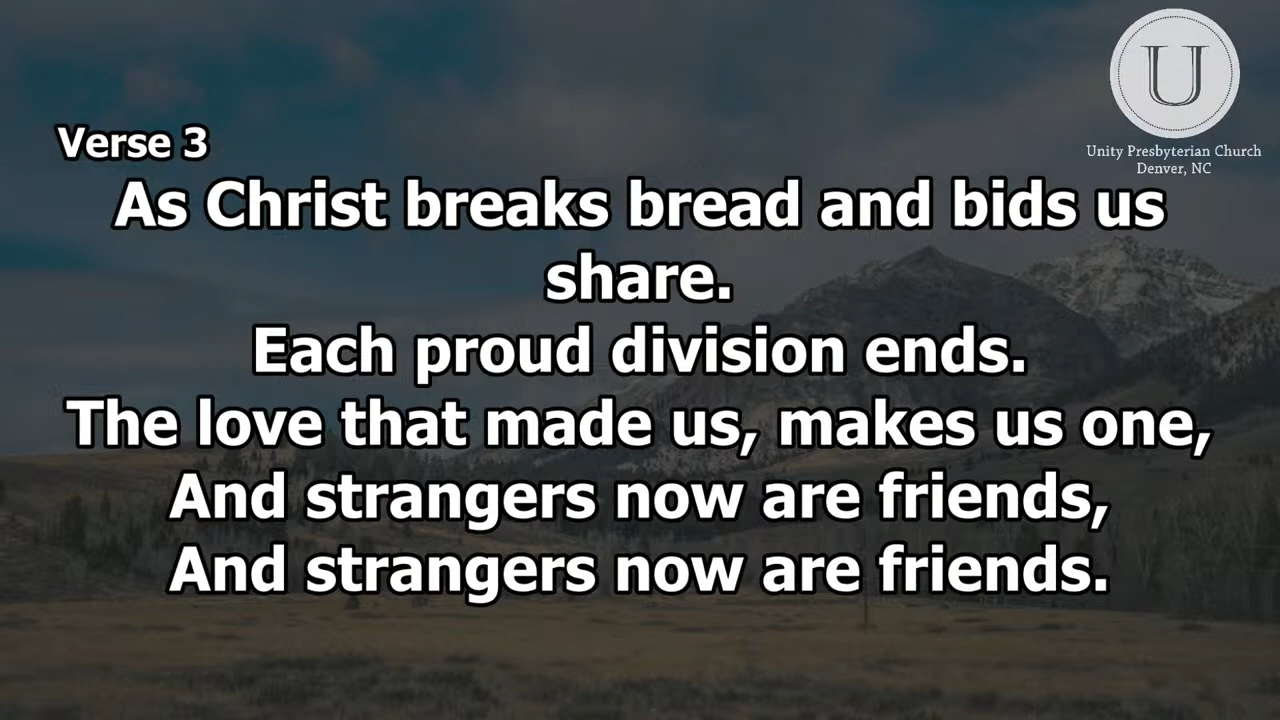 U
Unity Presbyterian Church
Denver, NC
Verse 3
As Christ breaks bread and bids us
share.
Each proud division ends.
The love that made us, makes us one,
And strangers now are friends,
And strangers now are friends.